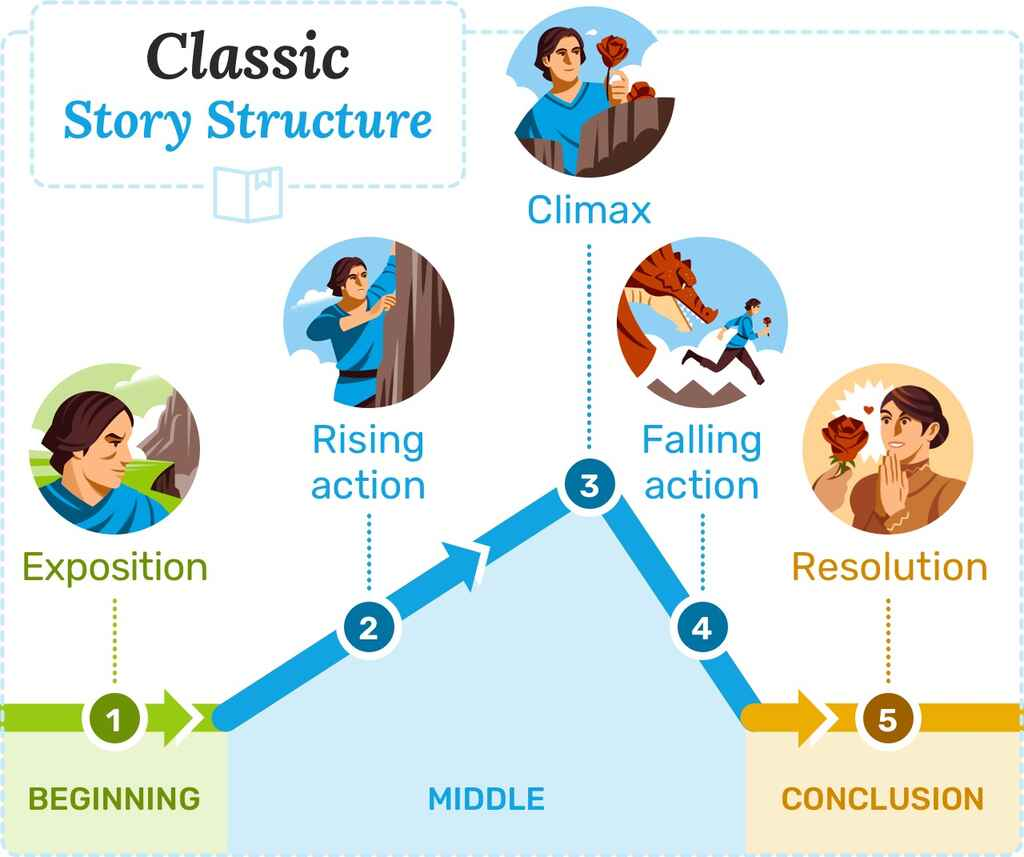 Classic
Story Structure
Climax
Rising
action
Falling
action
Exposition
Resolution
3
2
4
1
5
BEGINNING
MIDDLE
CONCLUSION